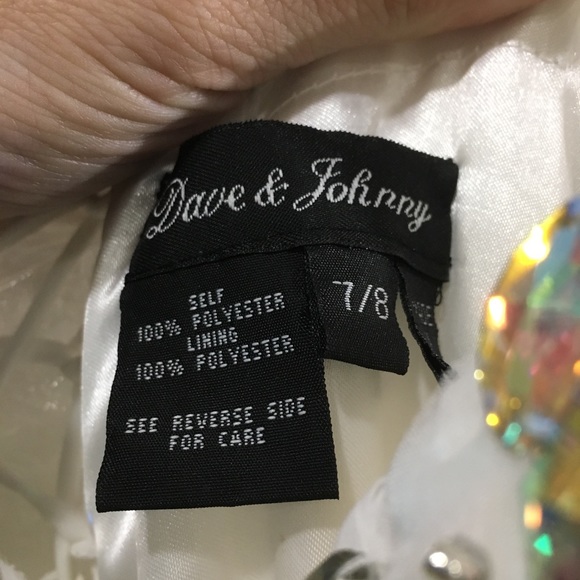 Dave & Johnny
7/8
SELF
100% POLYESTER
LINING
100% POLYESTER
SEE REVERSE SIDE
FOR CARE